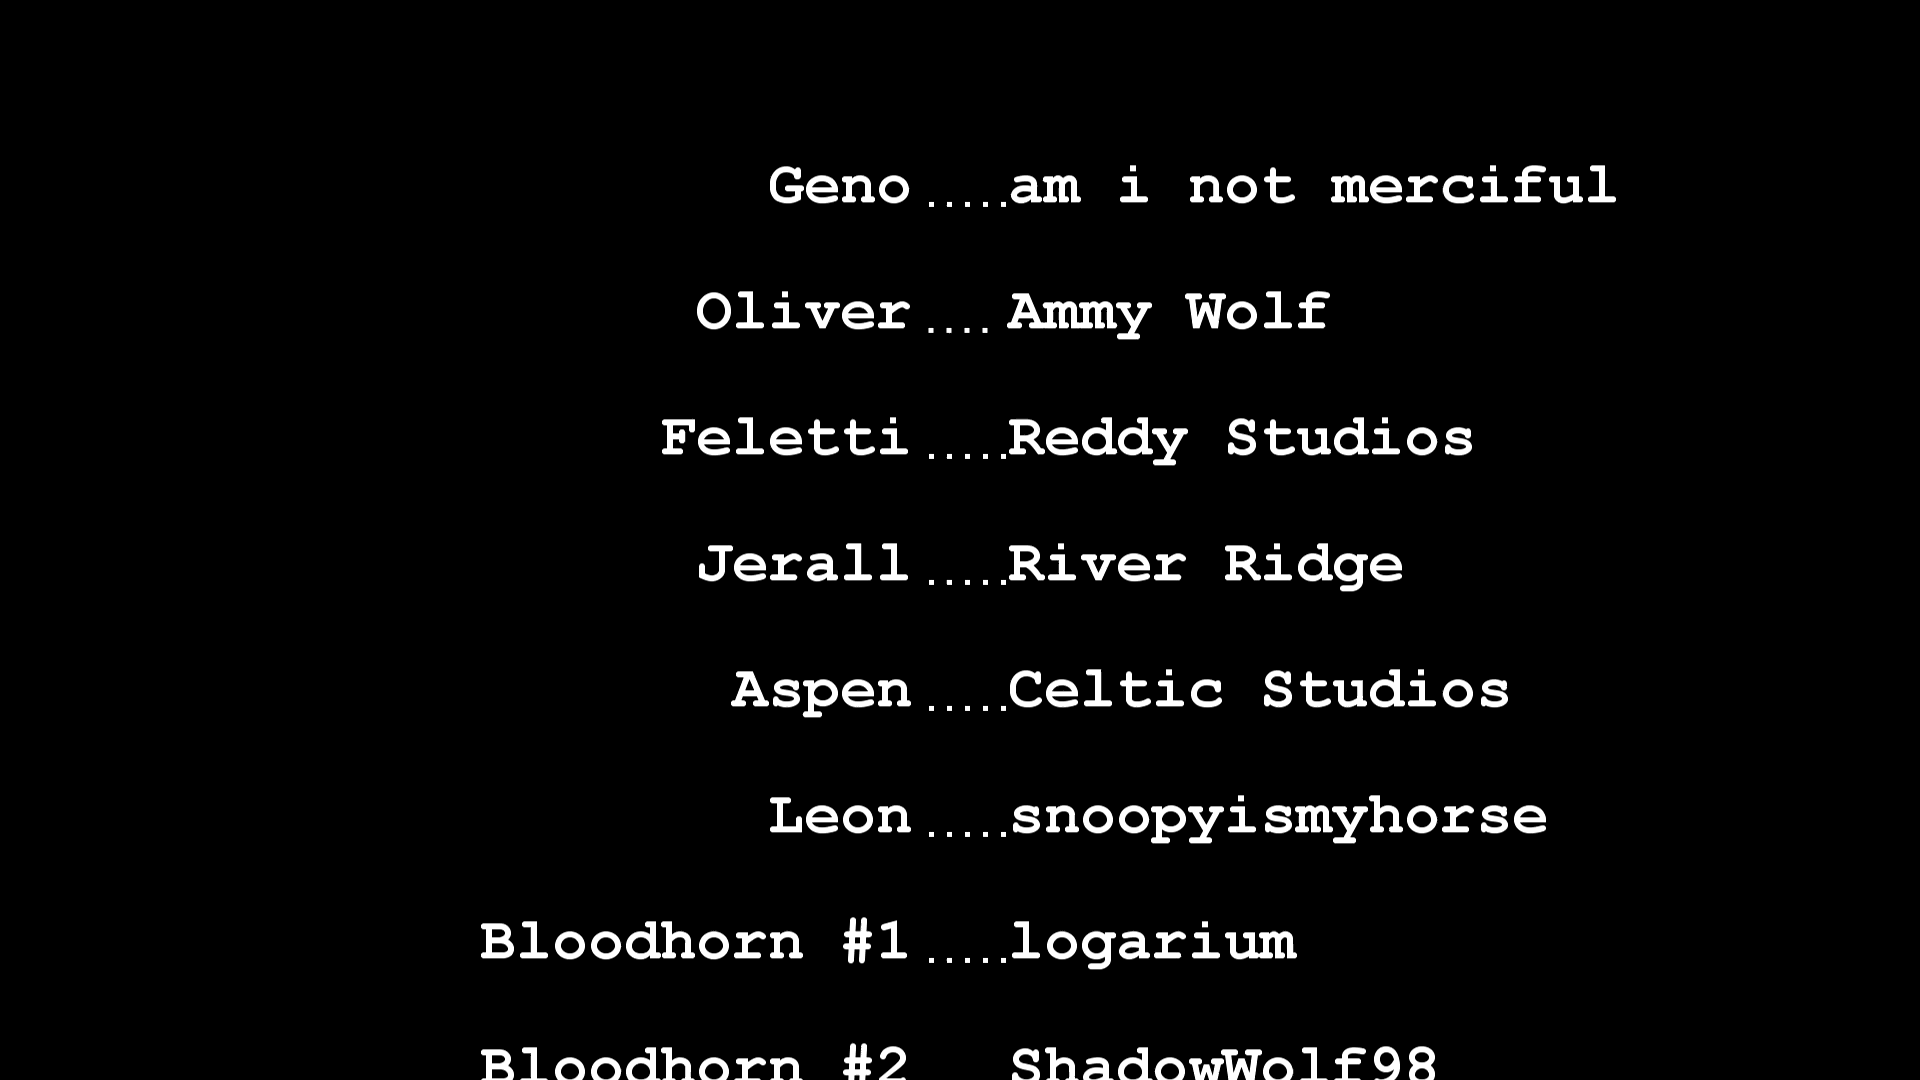 Geno .....am i not merciful
Oliver .... Ammy Wolf
Feletti .....Reddy Studios
Jerall .....River Ridge
Aspen .....Celtic Studios
Leon .....snoopyismyhorse
Bloodhorn #1 .....logarium
Bloodhorn #2 ShadowWolf98